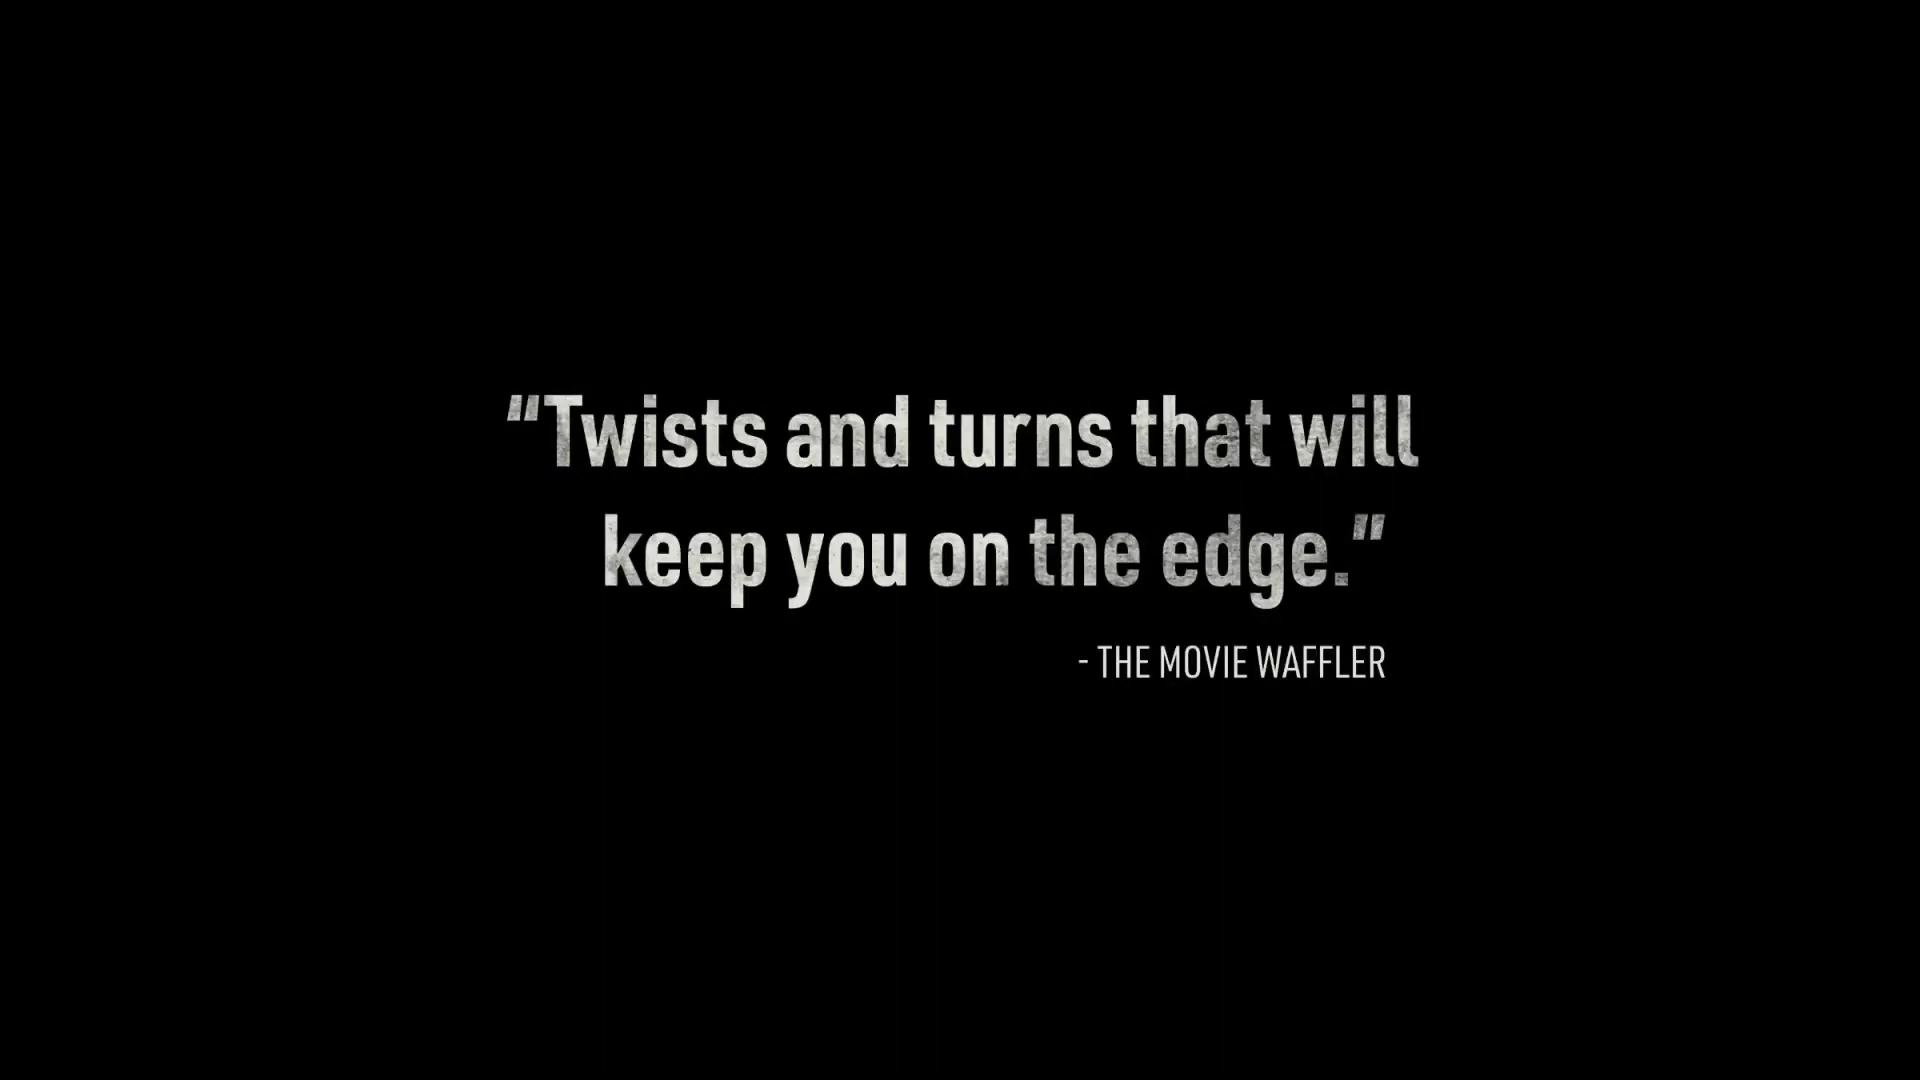 “Twists and turns that will
keep you on the edge.”
- THE MOVIE WAFFLER